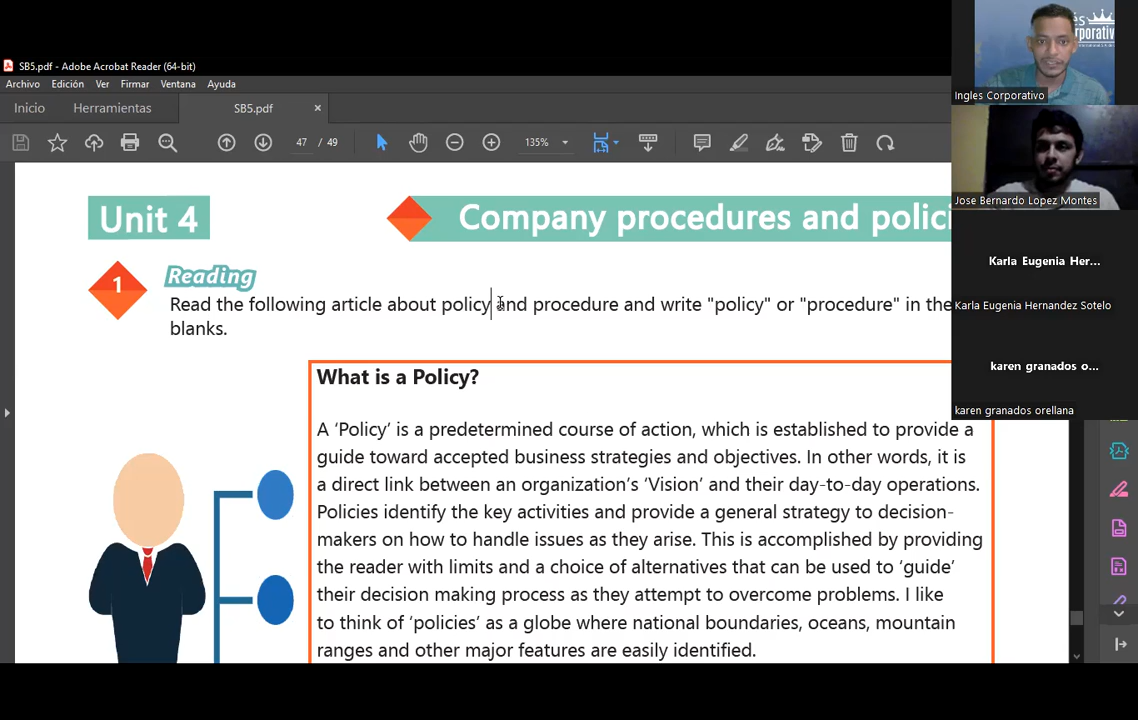 SB5.pdf - Adobe Acrobat Reader (64-bit)
Archivo Edición Ver Firmar Ventana Ayuda
Inicio Herramientas SB5.pdf ×
47 / 49 135%
Unit 4
Company procedures and polici
1 Reading
Read the following article about policy and procedure and write "policy" or "procedure" in the
blanks.
What is a Policy?
A ‘Policy’ is a predetermined course of action, which is established to provide a
guide toward accepted business strategies and objectives. In other words, it is
a direct link between an organization’s ‘Vision’ and their day-to-day operations.
Policies identify the key activities and provide a general strategy to decision-
makers on how to handle issues as they arise. This is accomplished by providing
the reader with limits and a choice of alternatives that can be used to ‘guide’
their decision making process as they attempt to overcome problems. I like
to think of ‘policies’ as a globe where national boundaries, oceans, mountain
ranges and other major features are easily identified.
és
orporativo
Ingles Corporativo
Jose Bernardo Lopez Montes
Karla Eugenia Her...
Karla Eugenia Hernandez Sotelo
karen granados o...
karen granados orellana